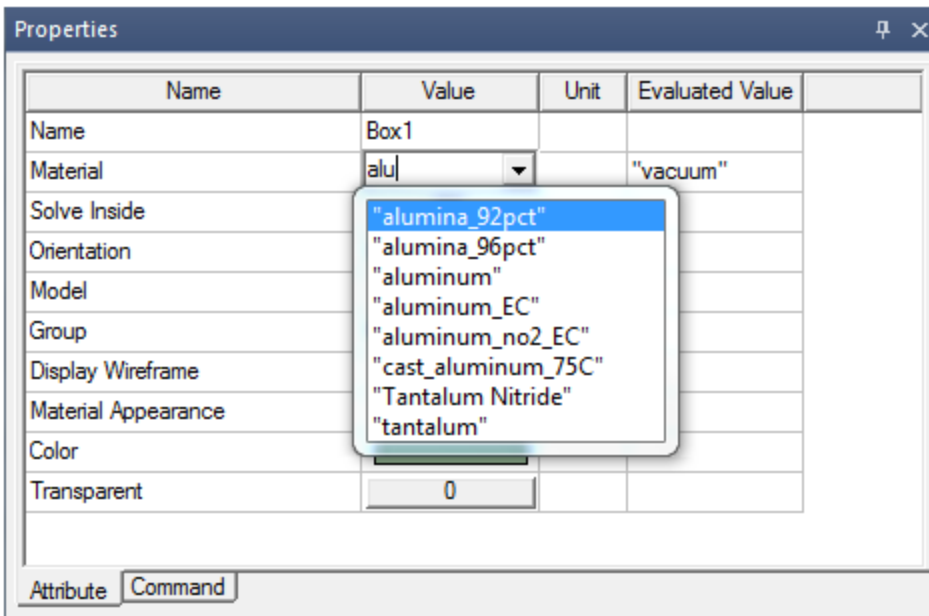 Properties
Name Value Unit Evaluated Value
Name Box1
Material alu "vacuum"
Solve Inside "alumina_92pct"
"alumina_96pct"
Orientation
"aluminum"
Model "aluminum_EC"
Group "aluminum_no2_EC"
Display Wireframe "cast_aluminum_75C"
"Tantalum Nitride"
Material Appearance
"tantalum"
Color
Transparent 0
Attribute Command